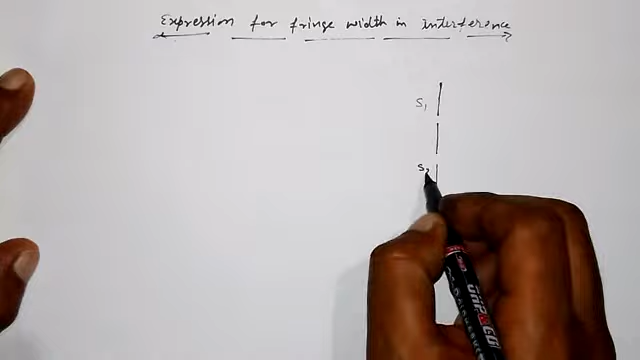 Expression for fringe width in interference
S₁
S₂